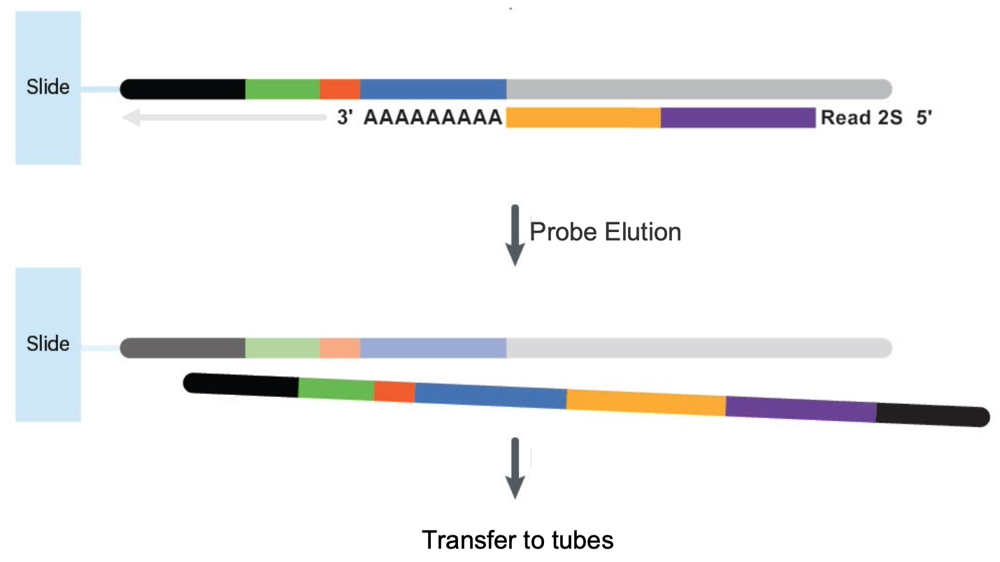 Slide
3' AAAAAAAAA Read 2S 5'
Probe Elution
Slide
Transfer to tubes